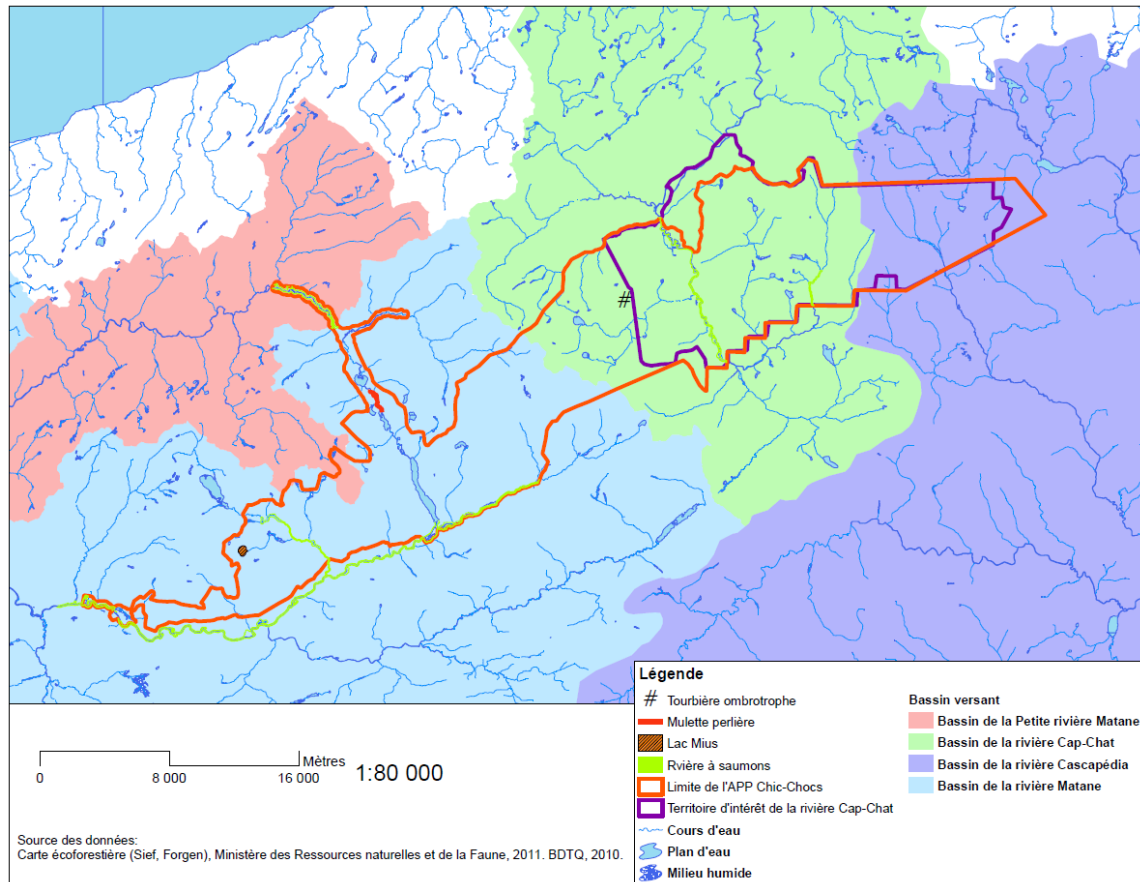 #
Légende
# Tourbière ombrotrophe
Mulette perlière
Lac Mius
Rvière à saumons
Limite de l'APP Chic-Chocs
Territoire d'intérêt de la rivière Cap-Chat
Cours d'eau
Plan d'eau
Milieu humide
Bassin versant
Bassin de la Petite rivière Matane
Bassin de la rivière Cap-Chat
Bassin de la rivière Cascapédia
Bassin de la rivière Matane
Mètres
0 8 000 16 000
1:80 000
Source des données:
Carte écoforestière (Sief, Forgen), Ministère des Ressources naturelles et de la Faune, 2011. BDTQ, 2010.